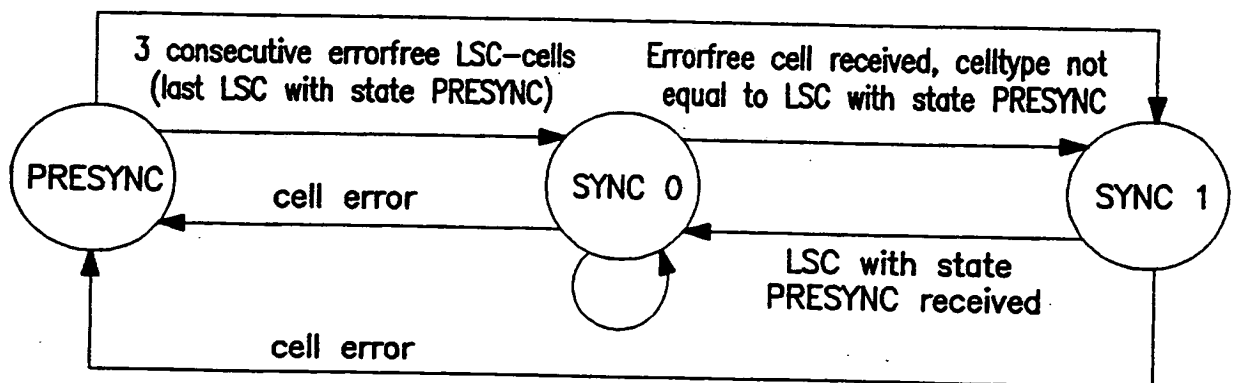 3 consecutive errorfree LSC-cells
(last LSC with state PRESYNC)
Errorfree cell received, celltype not
equal to LSC with state PRESYNC
PRESYNC
cell error
SYNC 0
SYNC 1
LSC with state
PRESYNC received
cell error